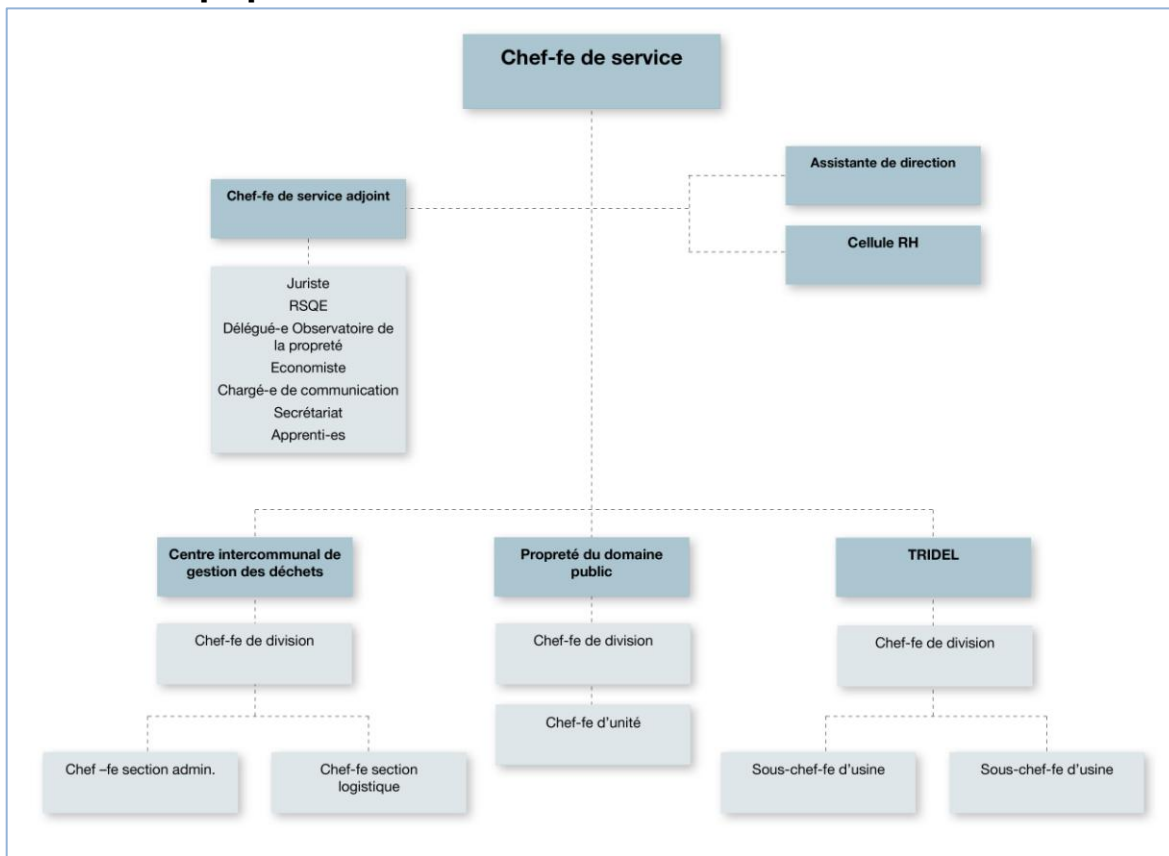 Chef-fe de service
Assistante de direction
Chef-fe de service adjoint
Cellule RH
Juriste
RSQE
Délégué-e Observatoire de
la propreté
Economiste
Chargé-e de communication
Secrétariat
Apprenti-es
Centre intercommunal de
gestion des déchets
Propreté du domaine
public
TRIDEL
Chef-fe de division
Chef-fe de division
Chef-fe de division
Chef-fe d'unité
Chef –fe section admin.
Chef-fe section
logistique
Sous-chef-fe d'usine
Sous-chef-fe d'usine